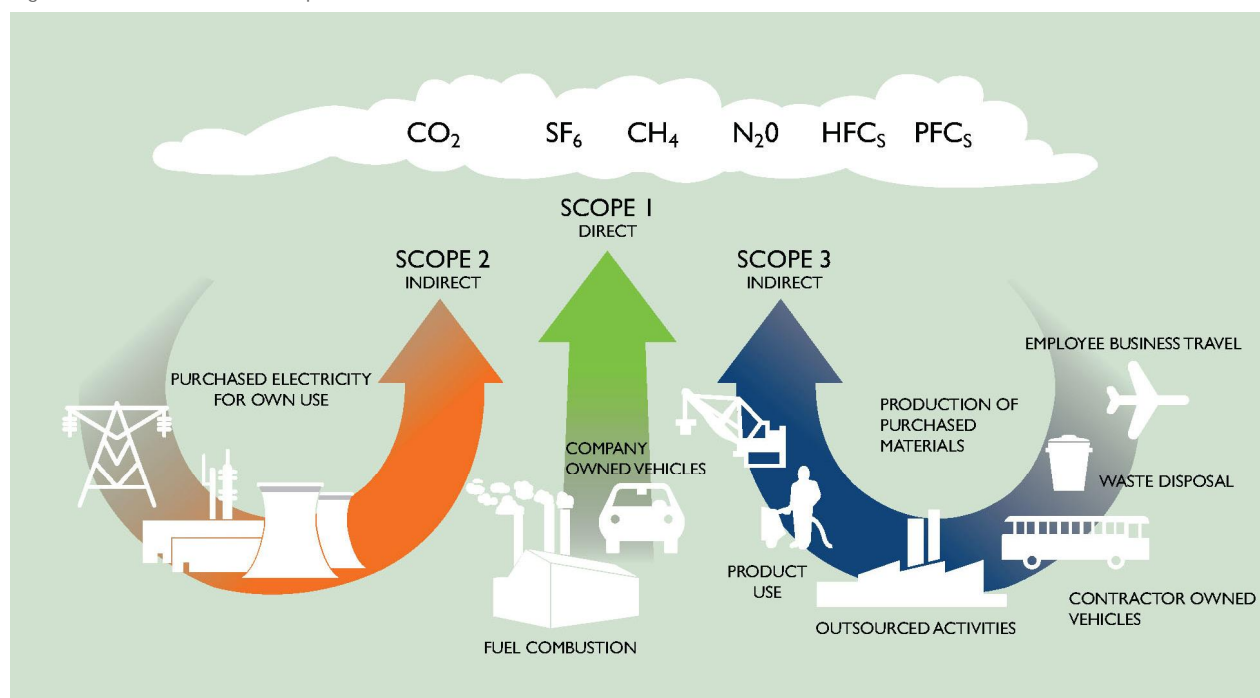 CO₂ SF₆ CH₄ N₂0 HFCₛ PFCₛ
SCOPE 1
DIRECT
SCOPE 2
INDIRECT
SCOPE 3
INDIRECT
PURCHASED ELECTRICITY
FOR OWN USE
COMPANY
OWNED VEHICLES
FUEL COMBUSTION
PRODUCTION OF
PURCHASED
MATERIALS
EMPLOYEE BUSINESS TRAVEL
WASTE DISPOSAL
PRODUCT
USE
OUTSOURCED ACTIVITIES
CONTRACTOR OWNED
VEHICLES